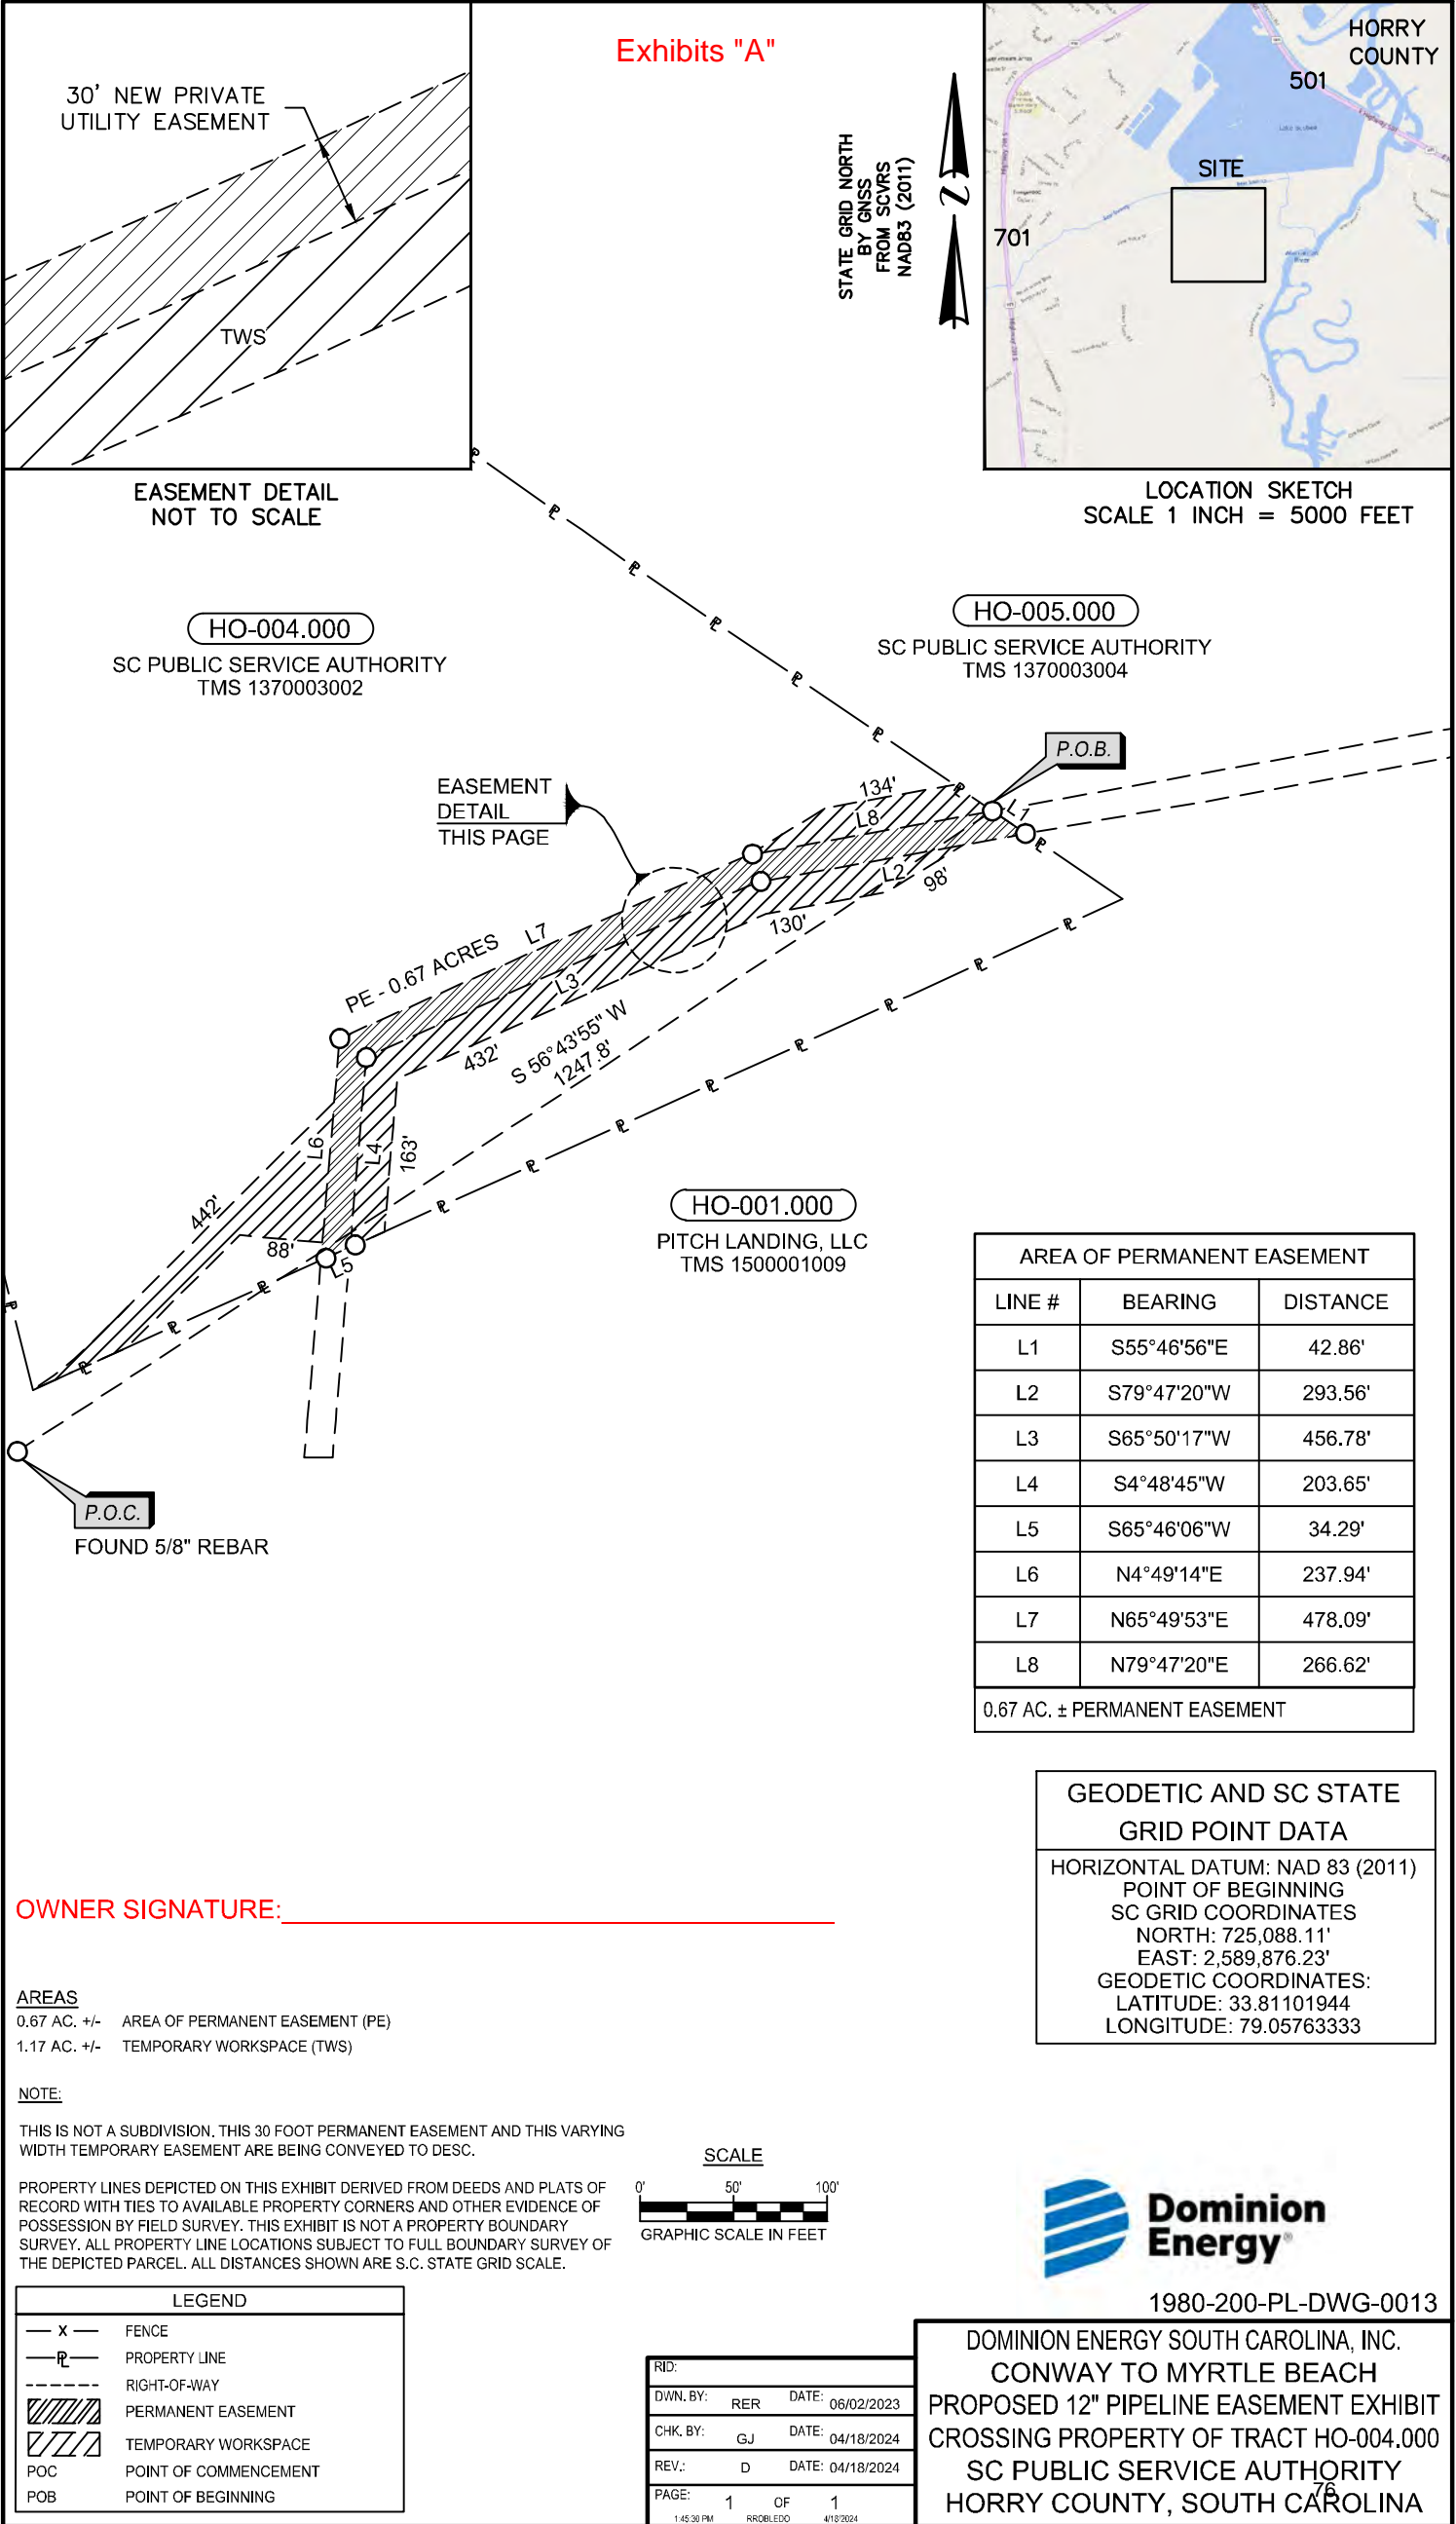 Exhibits "A"
30' NEW PRIVATE
UTILITY EASEMENT
TWS
EASEMENT DETAIL
NOT TO SCALE
STATE GRID NORTH
BY GNSS
FROM SCVRS
NAD83 (2011)
N
HORRY
COUNTY
501
SITE
701
LOCATION SKETCH
SCALE 1 INCH = 5000 FEET
HO-004.000
SC PUBLIC SERVICE AUTHORITY
TMS 1370003002
HO-005.000
SC PUBLIC SERVICE AUTHORITY
TMS 1370003004
P.O.B.
EASEMENT
DETAIL
THIS PAGE
134'
L8
L1
L2
98'
130'
PE - 0.67 ACRES
L7
L3
432'
S 56°43'55" W
1247.8'
L6
L4
163'
442'
88'
L5
HO-001.000
PITCH LANDING, LLC
TMS 1500001009
P.O.C.
FOUND 5/8" REBAR
AREA OF PERMANENT EASEMENT
LINE # BEARING DISTANCE
L1 S55°46'56"E 42.86'
L2 S79°47'20"W 293.56'
L3 S65°50'17"W 456.78'
L4 S4°48'45"W 203.65'
L5 S65°46'06"W 34.29'
L6 N4°49'14"E 237.94'
L7 N65°49'53"E 478.09'
L8 N79°47'20"E 266.62'
0.67 AC. ± PERMANENT EASEMENT
GEODETIC AND SC STATE
GRID POINT DATA
HORIZONTAL DATUM: NAD 83 (2011)
POINT OF BEGINNING
SC GRID COORDINATES
NORTH: 725,088.11'
EAST: 2,589,876.23'
GEODETIC COORDINATES:
LATITUDE: 33.81101944
LONGITUDE: 79.05763333
OWNER SIGNATURE:
AREAS
0.67 AC. +/- AREA OF PERMANENT EASEMENT (PE)
1.17 AC. +/- TEMPORARY WORKSPACE (TWS)
NOTE:
THIS IS NOT A SUBDIVISION. THIS 30 FOOT PERMANENT EASEMENT AND THIS VARYING
WIDTH TEMPORARY EASEMENT ARE BEING CONVEYED TO DESC.
PROPERTY LINES DEPICTED ON THIS EXHIBIT DERIVED FROM DEEDS AND PLATS OF
RECORD WITH TIES TO AVAILABLE PROPERTY CORNERS AND OTHER EVIDENCE OF
POSSESSION BY FIELD SURVEY. THIS EXHIBIT IS NOT A PROPERTY BOUNDARY
SURVEY. ALL PROPERTY LINE LOCATIONS SUBJECT TO FULL BOUNDARY SURVEY OF
THE DEPICTED PARCEL. ALL DISTANCES SHOWN ARE S.C. STATE GRID SCALE.
SCALE
0' 50' 100'
GRAPHIC SCALE IN FEET
Dominion
Energy®
1980-200-PL-DWG-0013
LEGEND
X FENCE
PL PROPERTY LINE
RIGHT-OF-WAY
PERMANENT EASEMENT
TEMPORARY WORKSPACE
POC POINT OF COMMENCEMENT
POB POINT OF BEGINNING
RID:
DWN. BY: RER DATE: 06/02/2023
CHK. BY: GJ DATE: 04/18/2024
REV.: D DATE: 04/18/2024
PAGE: 1 OF 1
1:45:30 PM RROBLEDO 4/18/2024
DOMINION ENERGY SOUTH CAROLINA, INC.
CONWAY TO MYRTLE BEACH
PROPOSED 12" PIPELINE EASEMENT EXHIBIT
CROSSING PROPERTY OF TRACT HO-004.000
SC PUBLIC SERVICE AUTHORITY
76
HORRY COUNTY, SOUTH CAROLINA